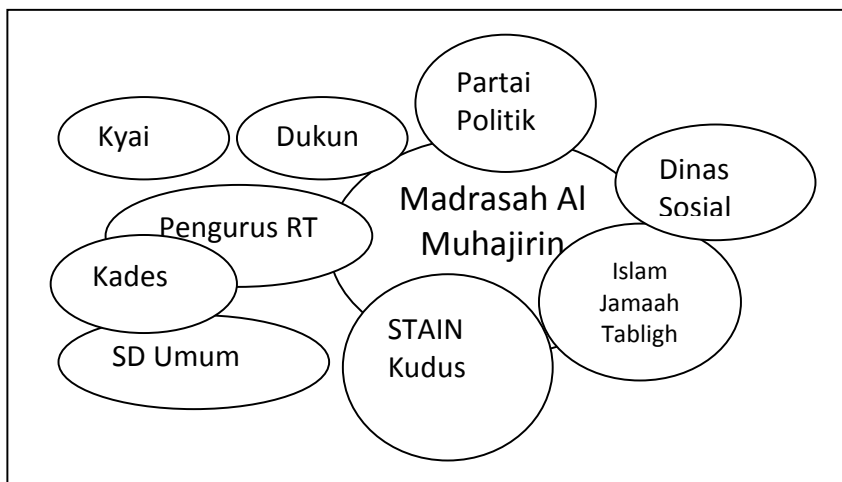 Partai
Politik
Kyai
Dukun
Dinas
Sosial
Madrasah Al
Muhajirin
Pengurus RT
Kades
Islam
Jamaah
Tabligh
STAIN
Kudus
SD Umum